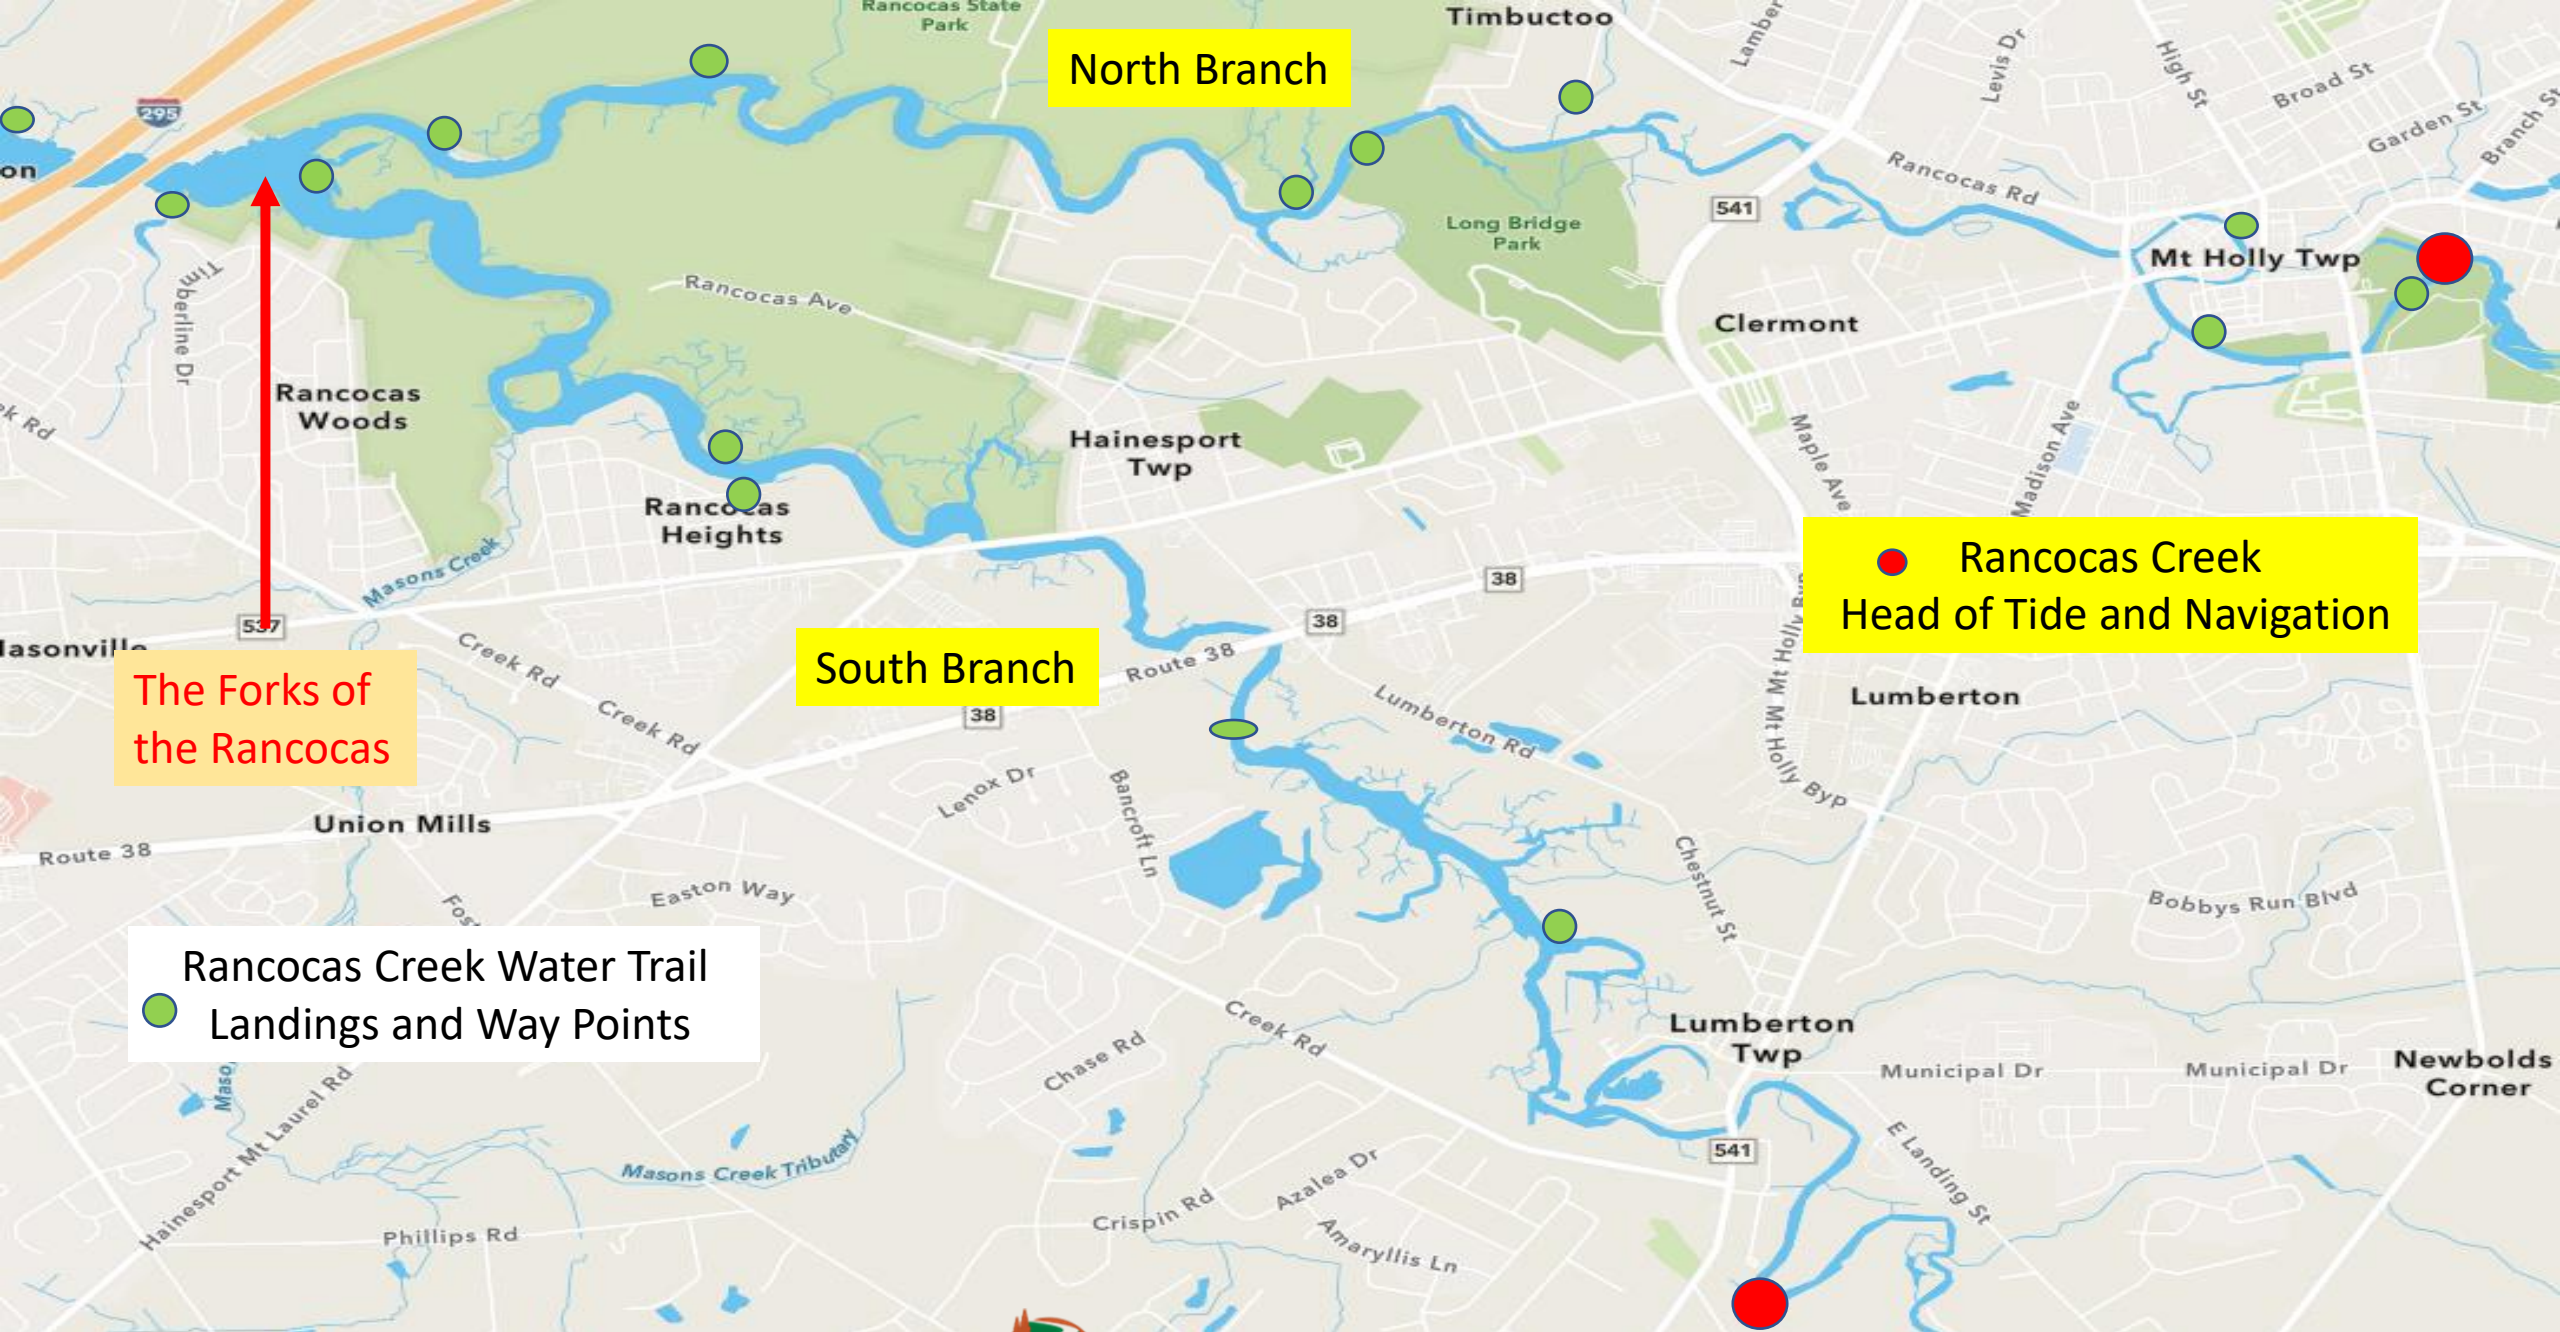 Rancocas State
Park
Timbuctoo
North Branch
Levis Dr
High St
Broad St
Garden St
Branch St
295
on
Rancocas Rd
541
Long Bridge
Park
Mt Holly Twp
Timberline Dr
Rancocas Ave
Clermont
Rancocas
Woods
Hainesport
Twp
Maple Ave
Madison Ave
Rancocas
Heights
Masons Creek
Rancocas Creek
Head of Tide and Navigation
38
38
537
Creek Rd
Creek Rd
South Branch
Route 38
38
The Forks of
the Rancocas
Lumberton Rd
Mt Holly Byp
Lumberton
Lenox Dr
Bancroft Ln
Union Mills
Route 38
Easton Way
Chestnut St
Bobbys Run Blvd
Rancocas Creek Water Trail
Landings and Way Points
Creek Rd
Chase Rd
Lumberton
Twp
Municipal Dr
Municipal Dr
Newbolds
Corner
Hainesport Mt Laurel Rd
Masons Creek Tributary
541
E Landing St
Azalea Dr
Crispin Rd
Amaryllis Ln
Phillips Rd